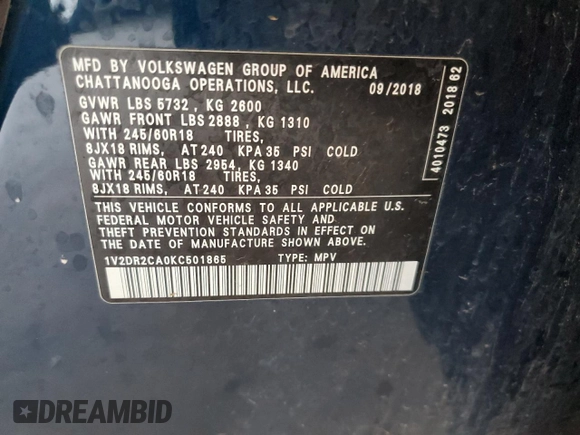 MFD BY VOLKSWAGEN GROUP OF AMERICA
CHATTANOOGA OPERATIONS, LLC. 09/2018
GVWR LBS 5732 , KG 2600
GAWR FRONT LBS 2888 , KG 1310
WITH 245/60R18 TIRES,
8JX18 RIMS, AT 240 KPA 35 PSI COLD
GAWR REAR LBS 2954 , KG 1340
WITH 245/60R18 TIRES,
8JX18 RIMS, AT 240 KPA 35 PSI COLD
THIS VEHICLE CONFORMS TO ALL APPLICABLE U.S.
FEDERAL MOTOR VEHICLE SAFETY AND
THEFT PREVENTION STANDARDS IN EFFECT ON
THE DATE OF MANUFACTURE SHOWN ABOVE.
1V2DR2CA0KC501865 TYPE: MPV
4010473 2018 62
DREAMBID